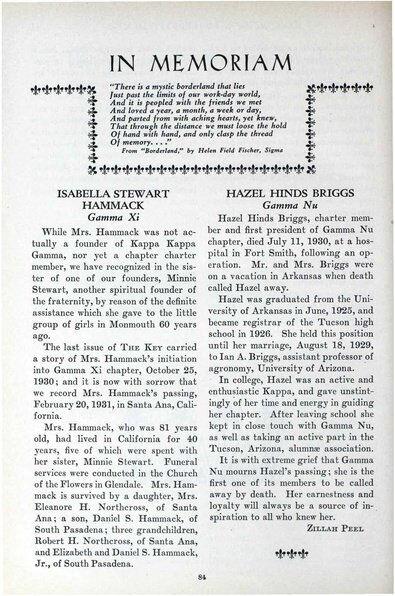 IN MEMORIAM
"There is a mystic borderland that lies
Just past the limits of our work-day world,
And it is peopled with the friends we met
And loved a year, a month, a week or day,
And parted from with aching hearts, yet knew,
That through the distance we must loose the hold
Of hand with hand, and only clasp the thread
Of memory. . . ."
From "Borderland," by Helen Field Fischer, Sigma
ISABELLA STEWART
HAMMACK
Gamma Xi
While Mrs. Hammack was not ac-
tually a founder of Kappa Kappa
Gamma, nor yet a chapter charter
member, we have recognized in the sis-
ter of one of our founders, Minnie
Stewart, another spiritual founder of
the fraternity, by reason of the definite
assistance which she gave to the little
group of girls in Monmouth 60 years
ago.
The last issue of THE KEY carried
a story of Mrs. Hammack's initiation
into Gamma Xi chapter, October 25,
1930; and it is now with sorrow that
we record Mrs. Hammack's passing,
February 20, 1931, in Santa Ana, Cali-
fornia.
Mrs. Hammack, who was 81 years
old, had lived in California for 40
years, five of which were spent with
her sister, Minnie Stewart. Funeral
services were conducted in the Church
of the Flowers in Glendale. Mrs. Ham-
mack is survived by a daughter, Mrs.
Eleanore H. Northcross, of Santa
Ana; a son, Daniel S. Hammack, of
South Pasadena; three grandchildren,
Robert H. Northcross, of Santa Ana,
and Elizabeth and Daniel S. Hammack,
Jr., of South Pasadena.
HAZEL HINDS BRIGGS
Gamma Nu
Hazel Hinds Briggs, charter mem-
ber and first president of Gamma Nu
chapter, died July 11, 1930, at a hos-
pital in Fort Smith, following an op-
eration. Mr. and Mrs. Briggs were
on a vacation in Arkansas when death
called Hazel away.
Hazel was graduated from the Uni-
versity of Arkansas in June, 1925, and
became registrar of the Tucson high
school in 1926. She held this position
until her marriage, August 18, 1929,
to Ian A. Briggs, assistant professor of
agronomy, University of Arizona.
In college, Hazel was an active and
enthusiastic Kappa, and gave unstint-
ingly of her time and energy in guiding
her chapter. After leaving school she
kept in close touch with Gamma Nu,
as well as taking an active part in the
Tucson, Arizona, alumnæ association.
It is with extreme grief that Gamma
Nu mourns Hazel's passing; she is the
first one of its members to be called
away by death. Her earnestness and
loyalty will always be a source of in-
spiration to all who knew her.
ZILLAH PEEL
84